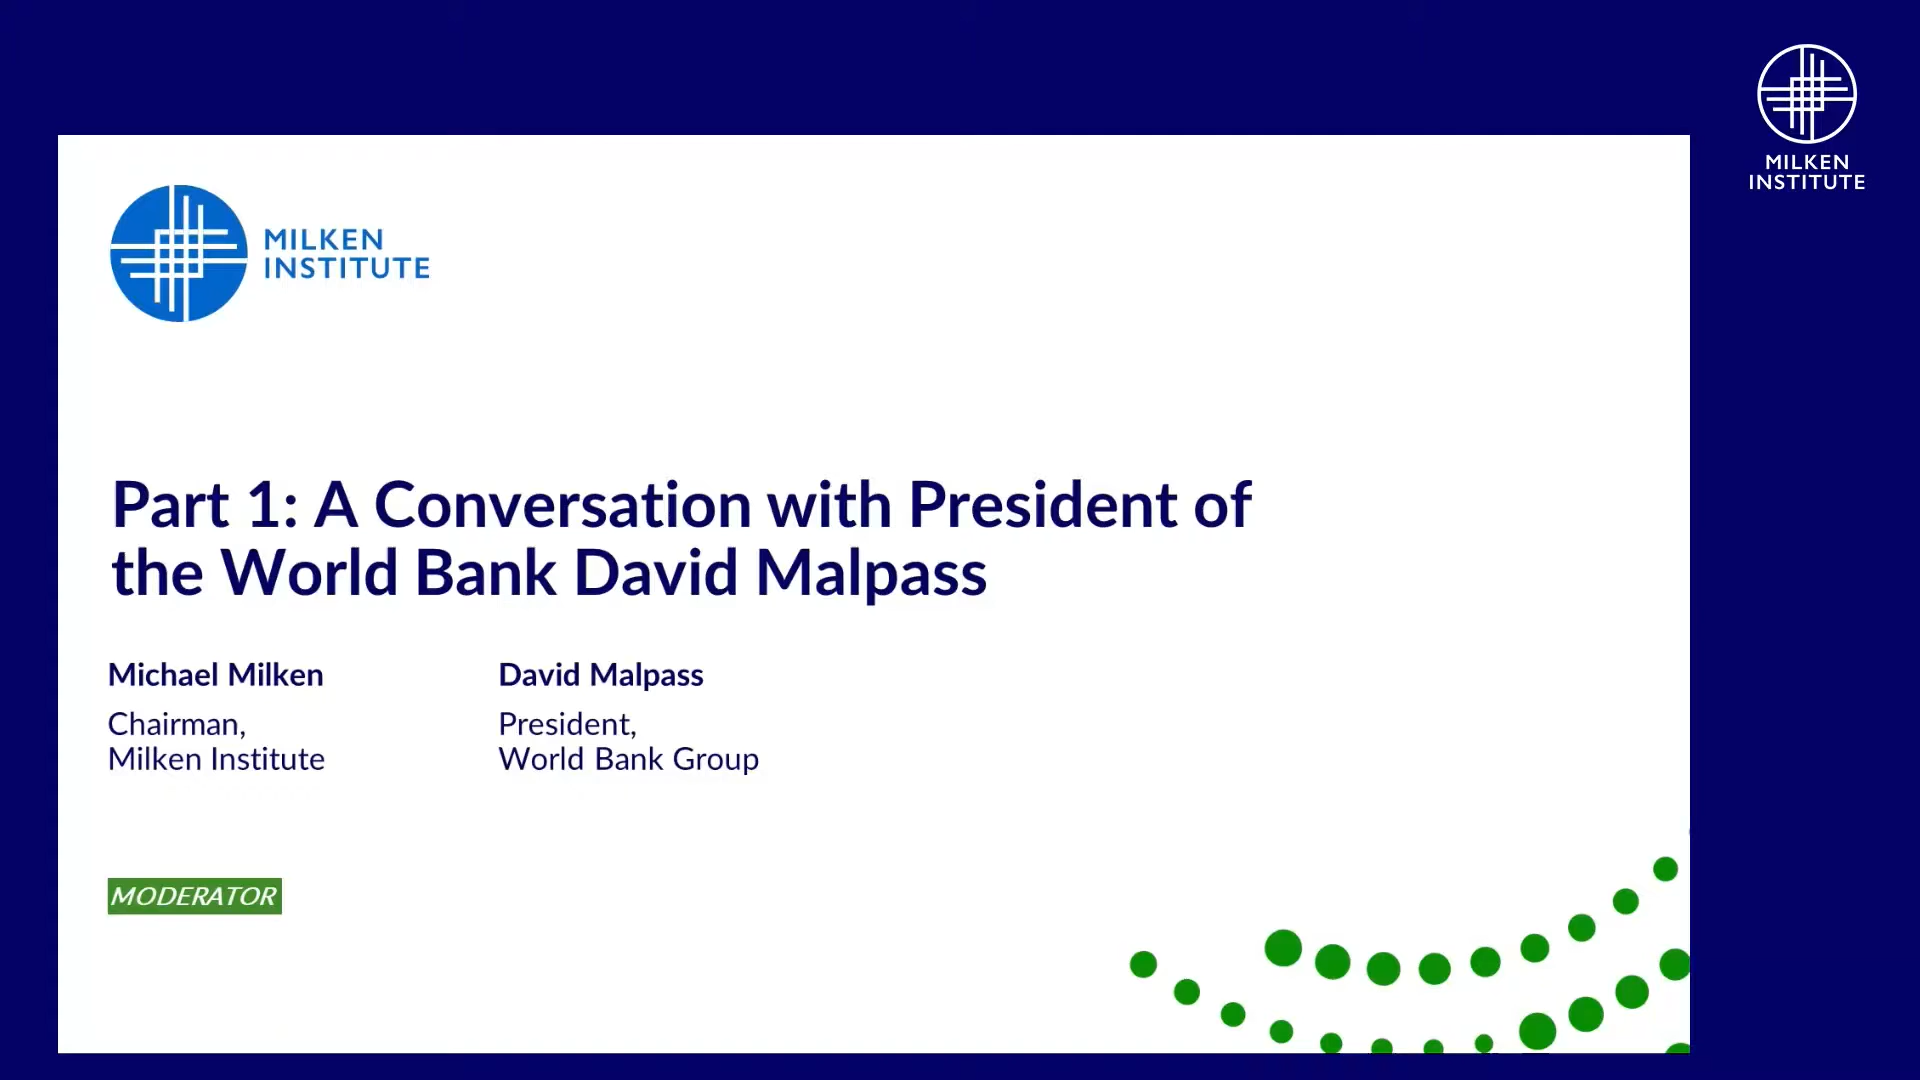 MILKEN
INSTITUTE
MILKEN
INSTITUTE
Part 1: A Conversation with President of
the World Bank David Malpass
Michael Milken
Chairman,
Milken Institute
David Malpass
President,
World Bank Group
MODERATOR